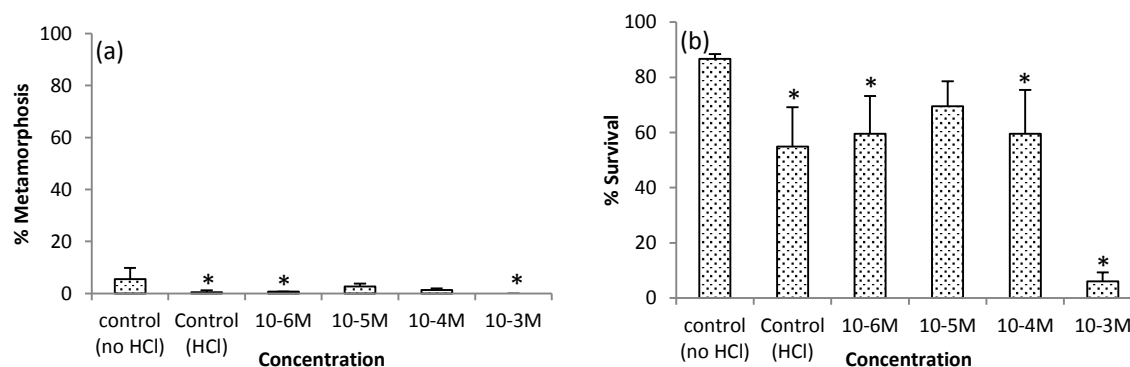 (a)
100
80
60
40
20
0
% Metamorphosis
* * *
control Control 10-6M 10-5M 10-4M 10-3M
(no HCl) (HCl)
Concentration
(b)
100
80
60
40
20
0
% Survival
* * * *
control Control 10-6M 10-5M 10-4M 10-3M
(no HCl) (HCl)
Concentration